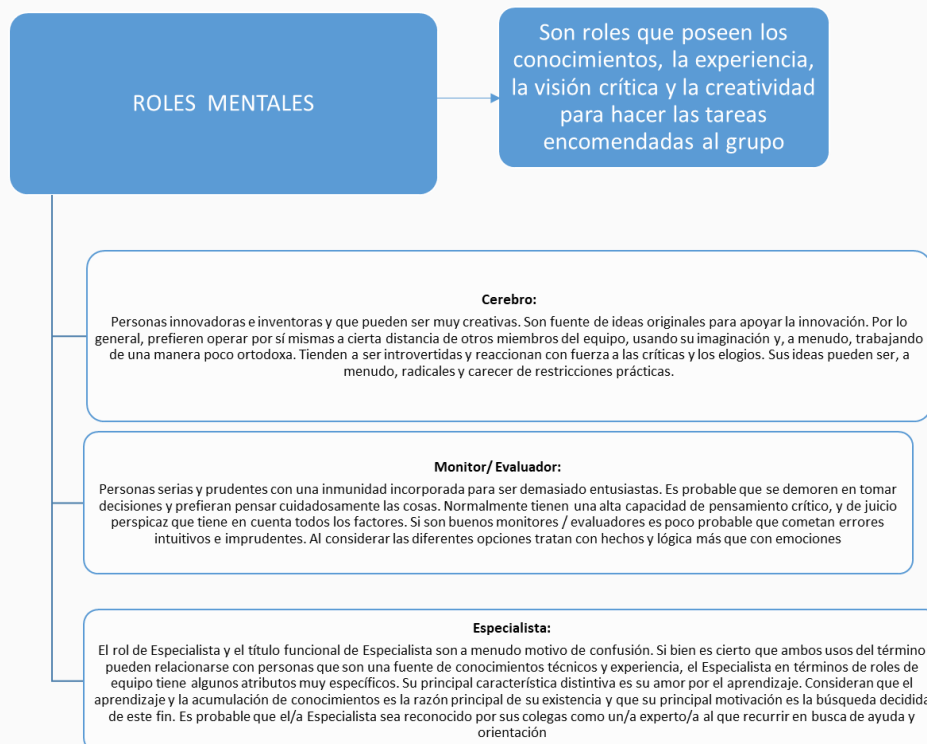 ROLES MENTALES
Son roles que poseen los
conocimientos, la experiencia,
la visión crítica y la creatividad
para hacer las tareas
encomendadas al grupo
Cerebro:
Personas innovadoras e inventoras y que pueden ser muy creativas. Son fuente de ideas originales para apoyar la innovación. Por lo
general, prefieren operar por sí mismas a cierta distancia de otros miembros del equipo, usando su imaginación y, a menudo, trabajando
de una manera poco ortodoxa. Tienden a ser introvertidas y reaccionan con fuerza a las críticas y los elogios. Sus ideas pueden ser, a
menudo, radicales y carecer de restricciones prácticas.
Monitor/ Evaluador:
Personas serias y prudentes con una inmunidad incorporada para ser demasiado entusiastas. Es probable que se demoren en tomar
decisiones y prefieran pensar cuidadosamente las cosas. Normalmente tienen una alta capacidad de pensamiento crítico, y de juicio
perspicaz que tiene en cuenta todos los factores. Si son buenos monitores / evaluadores es poco probable que cometan errores
intuitivos e imprudentes. Al considerar las diferentes opciones tratan con hechos y lógica más que con emociones
Especialista:
El rol de Especialista y el título funcional de Especialista son a menudo motivo de confusión. Si bien es cierto que ambos usos del término
pueden relacionarse con personas que son una fuente de conocimientos técnicos y experiencia, el Especialista en términos de roles de
equipo tiene algunos atributos muy específicos. Su principal característica distintiva es su amor por el aprendizaje. Consideran que el
aprendizaje y la acumulación de conocimientos es la razón principal de su existencia y que su principal motivación es la búsqueda decidida
de este fin. Es probable que el/a Especialista sea reconocido por sus colegas como un/a experto/a al que recurrir en busca de ayuda y
orientación